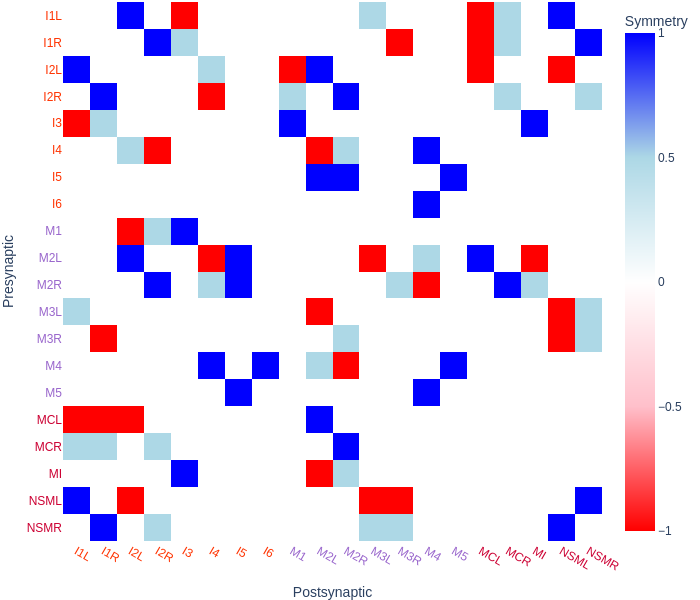 Symmetry
1
0.5
0
−0.5
−1
Presynaptic
I1L
I1R
I2L
I2R
I3
I4
I5
I6
M1
M2L
M2R
M3L
M3R
M4
M5
MCL
MCR
MI
NSML
NSMR
I1L
I1R
I2L
I2R
I3
I4
I5
I6
M1
M2L
M2R
M3L
M3R
M4
M5
MCL
MCR
MI
NSML
NSMR
Postsynaptic